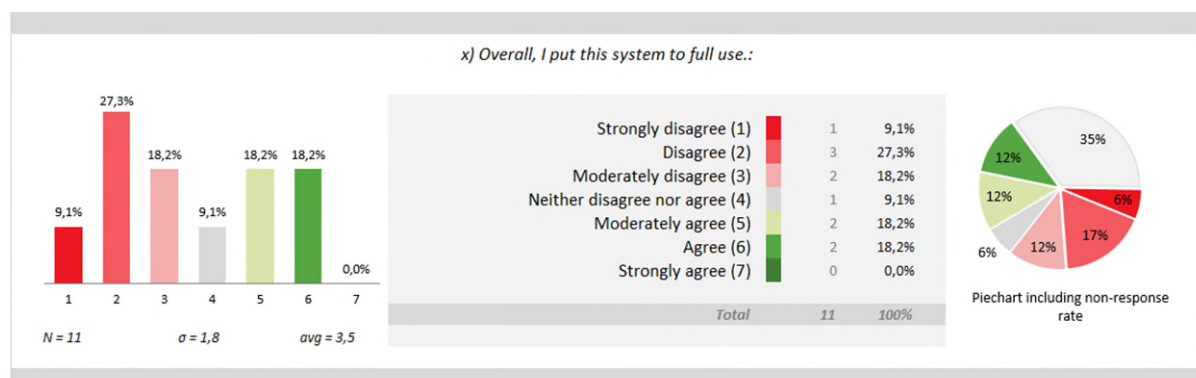 x) Overall, I put this system to full use.:
9,1%
27,3%
18,2%
9,1%
18,2%
18,2%
0,0%
1 2 3 4 5 6 7
N = 11 σ = 1,8 avg = 3,5
Strongly disagree (1) 1 9,1%
Disagree (2) 3 27,3%
Moderately disagree (3) 2 18,2%
Neither disagree nor agree (4) 1 9,1%
Moderately agree (5) 2 18,2%
Agree (6) 2 18,2%
Strongly agree (7) 0 0,0%
Total 11 100%
35%
6%
17%
12%
6%
12%
12%
Piechart including non-response
rate